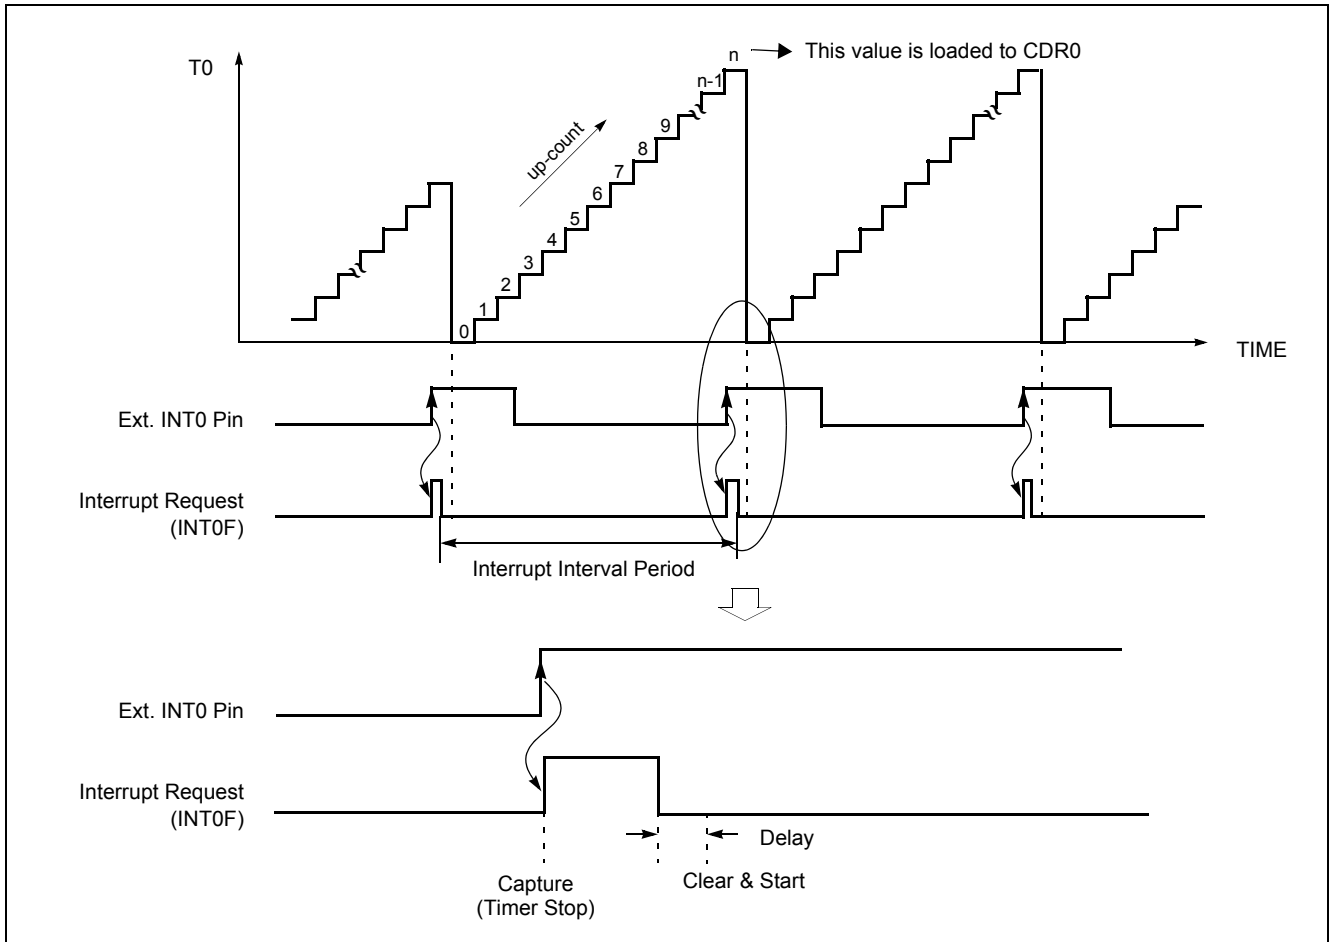 T0
n
This value is loaded to CDR0
n-1
up-count
9
8
7
6
5
4
3
2
1
0
TIME
Ext. INT0 Pin
Interrupt Request
(INT0F)
Interrupt Interval Period
Ext. INT0 Pin
Interrupt Request
(INT0F)
Delay
Capture
(Timer Stop)
Clear & Start